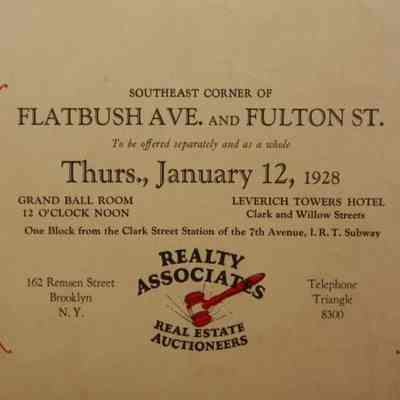 SOUTHEAST CORNER OF
FLATBUSH AVE. AND FULTON ST.
To be offered separately and as a whole
Thurs., January 12, 1928
GRAND BALL ROOM
12 O'CLOCK NOON
LEVERICH TOWERS HOTEL
Clark and Willow Streets
One Block from the Clark Street Station of the 7th Avenue, I. R. T. Subway
162 Remsen Street
Brooklyn
N. Y.
REALTY
ASSOCIATES
REAL ESTATE
AUCTIONEERS
Telephone
Triangle
8300